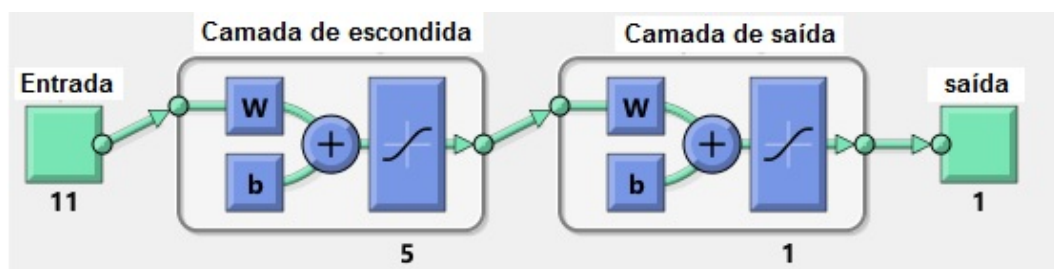 Camada de escondida
Camada de saída
Entrada
saída
W
W
+
+
b
b
11
1
5
1